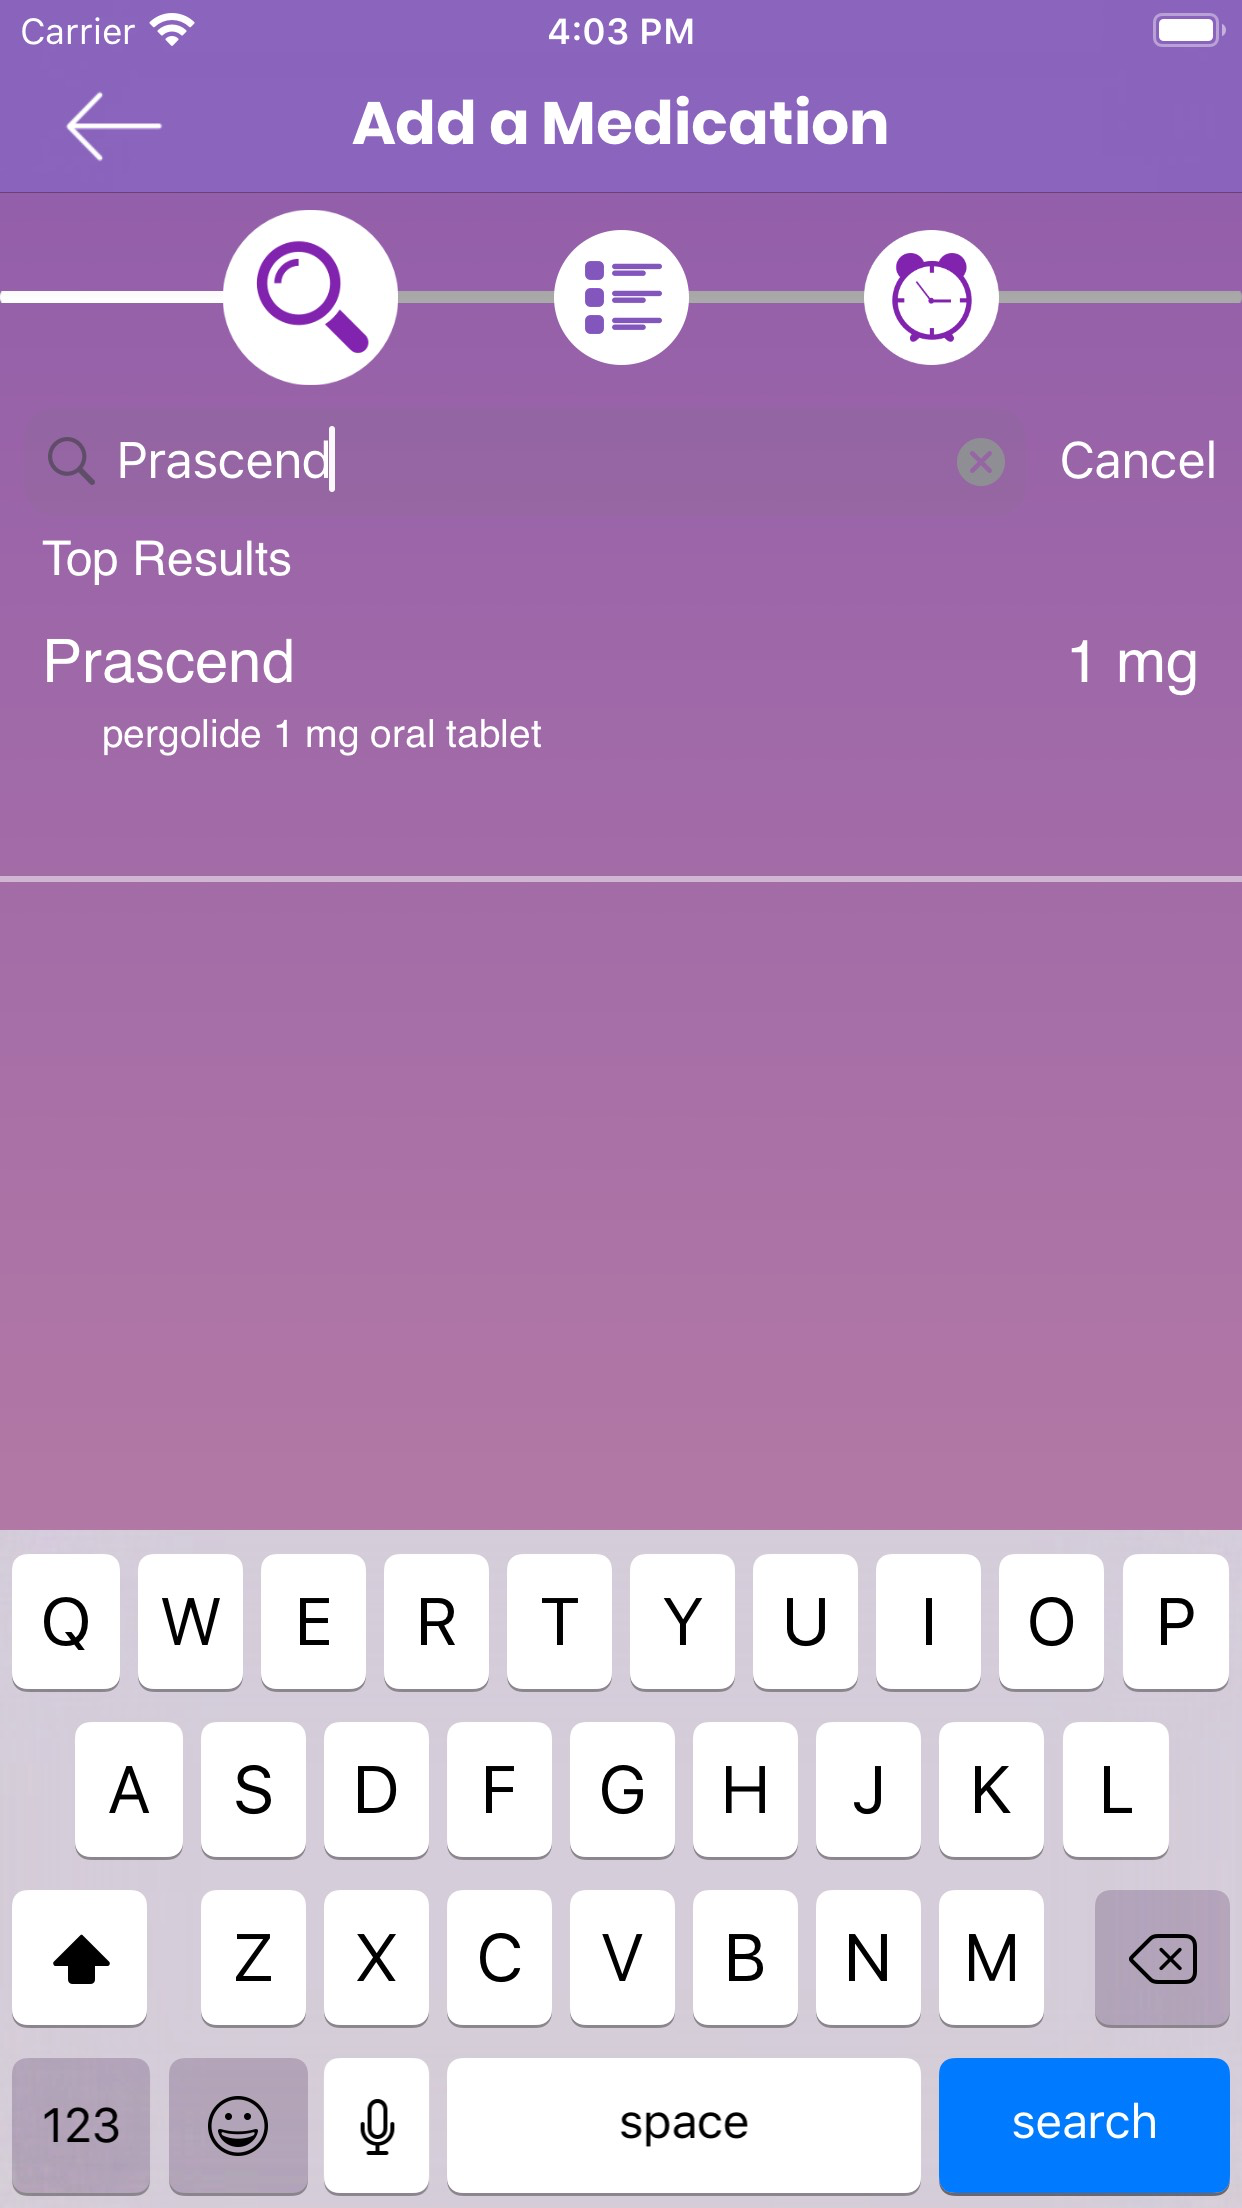 Carrier 4:03 PM
Add a Medication
Prascend Cancel
Top Results
Prascend 1 mg
pergolide 1 mg oral tablet
Q W E R T Y U I O P
A S D F G H J K L
Z X C V B N M
123 space search